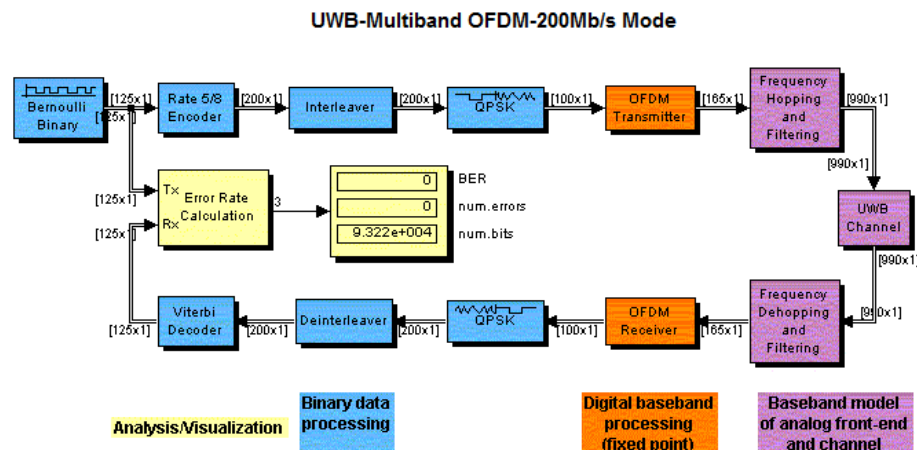 UWB-Multiband OFDM-200Mb/s Mode
Bernoulli
Binary
[125x1]
[125x1]
Rate 5/8
Encoder
[200x1]
Interleaver
[200x1]
QPSK
[100x1]
OFDM
Transmitter
[165x1]
Frequency
Hopping
and
Filtering
[990x1]
[990x1]
UWB
Channel
[990x1]
[125x1]
Tx
Rx
Error Rate
Calculation
3
0
BER
0
num.errors
9.322e+004
num.bits
[125x1]
Viterbi
Decoder
[125x1]
[200x1]
Deinterleaver
[200x1]
QPSK
[100x1]
OFDM
Receiver
[165x1]
Frequency
Dehopping
and
Filtering
[990x1]
Analysis/Visualization
Binary data
processing
Digital baseband
processing
(fixed point)
Baseband model
of analog front-end
and channel